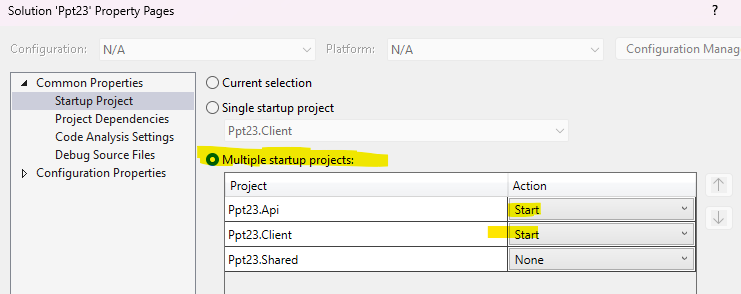 Solution 'Ppt23' Property Pages ?
Configuration: N/A Platform: N/A Configuration Manag
Common Properties
Startup Project
Project Dependencies
Code Analysis Settings
Debug Source Files
Configuration Properties
Current selection
Single startup project
Ppt23.Client
Multiple startup projects:
Project Action
Ppt23.Api Start
Ppt23.Client Start
Ppt23.Shared None